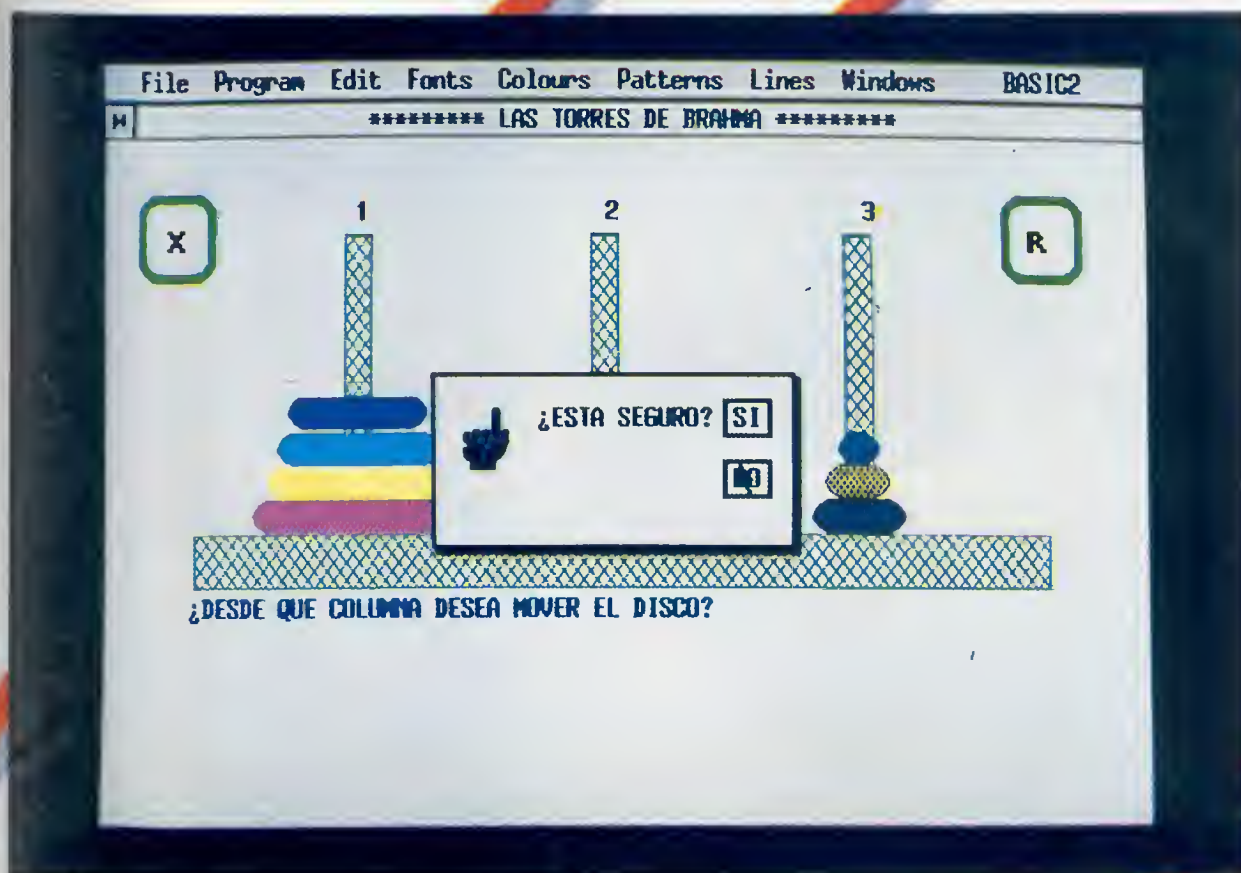 File Program Edit Fonts Colours Patterns Lines Windows BASIC2
********* LAS TORRES DE BRAHMA *********
1 2 3
X R
¿ESTA SEGURO? SI
¿DESDE QUE COLUMNA DESEA MOVER EL DISCO?